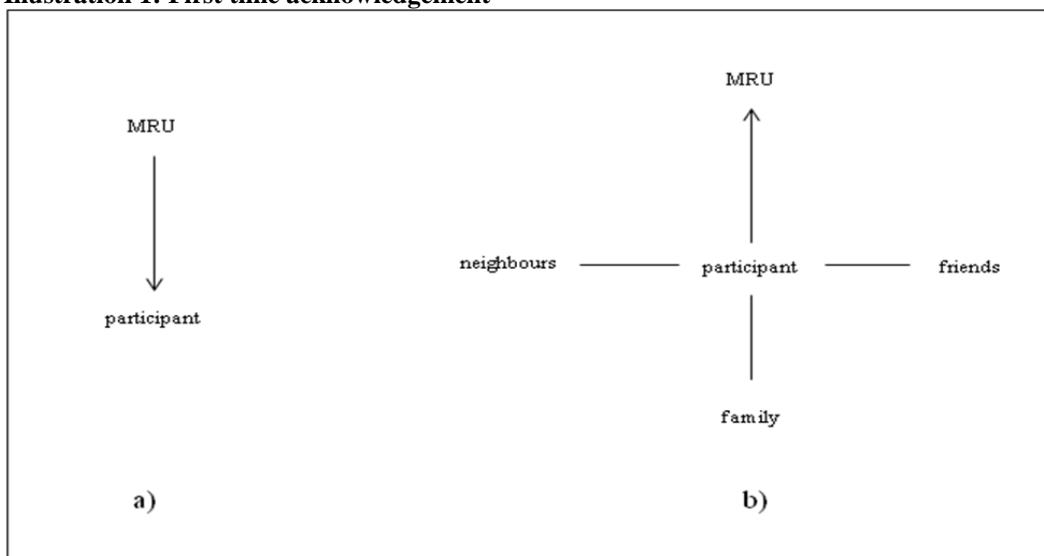 Illustration 1: First time acknowledgement
MRU
MRU
neighbours participant friends
participant
family
a) b)